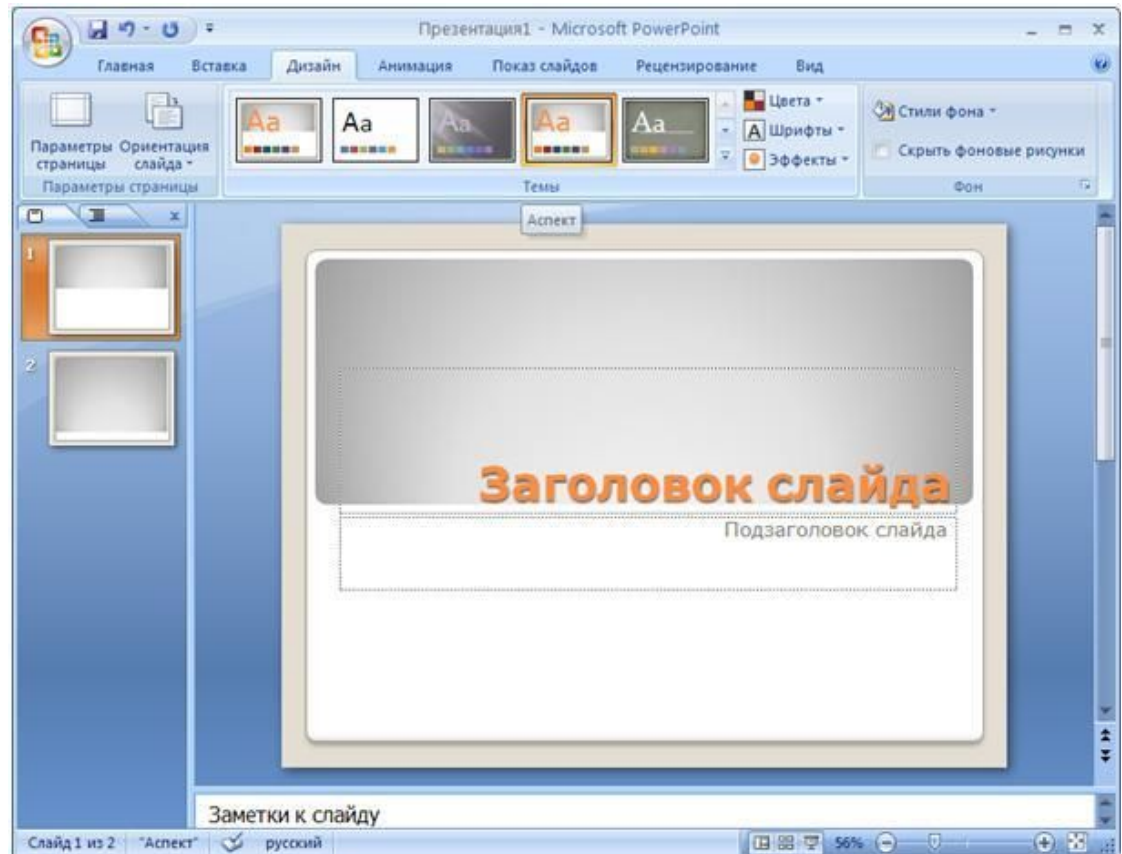 Презентация1 - Microsoft PowerPoint
Главная Вставка Дизайн Анимация Показ слайдов Рецензирование Вид
Aa Aa Aa Aa Aa
Параметры страницы
Ориентация слайда
Цвета
Шрифты
Эффекты
Стили фона
Скрыть фоновые рисунки
Параметры страницы Темы Фон
Аспект
1
2
Заголовок слайда
Подзаголовок слайда
Заметки к слайду
Слайд 1 из 2 "Аспект" русский 56%